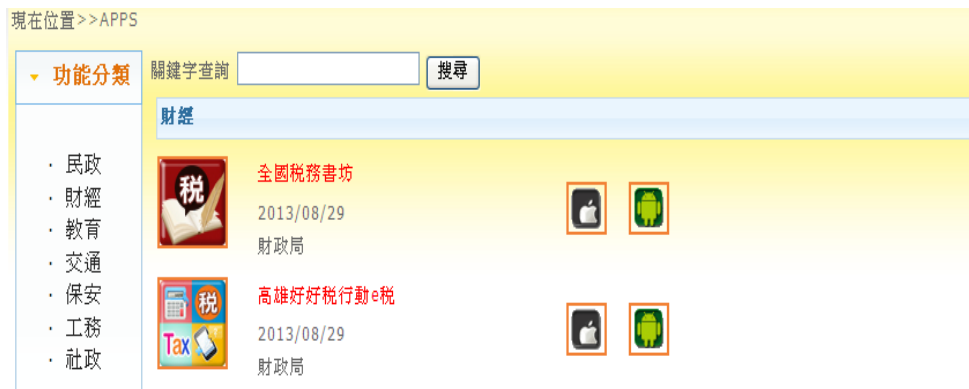 現在位置>>APPS
功能分類
民政
財經
教育
交通
保安
工務
社政
關鍵字查詢
搜尋
財經
稅
全國稅務書坊
2013/08/29
財政局
稅
Tax
高雄好好稅行動e稅
2013/08/29
財政局